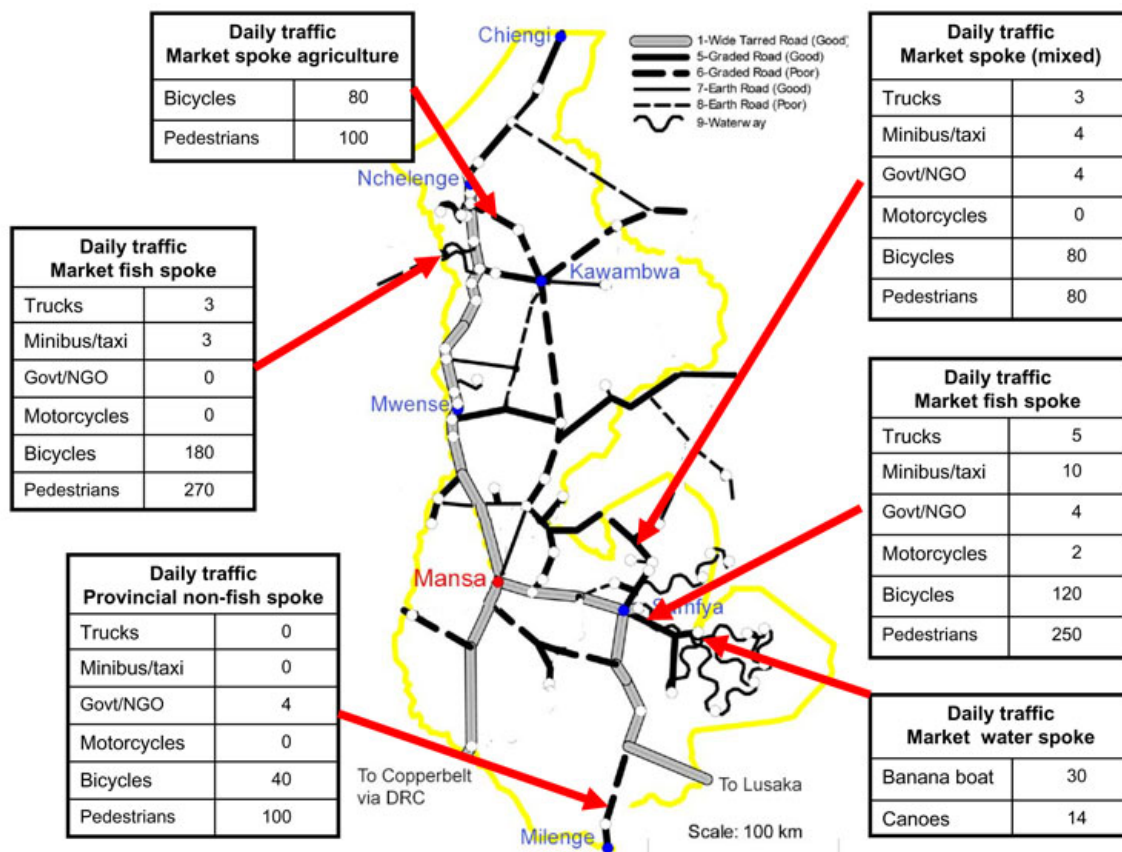 Daily traffic
Market spoke agriculture
Bicycles 80
Pedestrians 100
Daily traffic
Market fish spoke
Trucks 3
Minibus/taxi 3
Govt/NGO 0
Motorcycles 0
Bicycles 180
Pedestrians 270
Daily traffic
Provincial non-fish spoke
Trucks 0
Minibus/taxi 0
Govt/NGO 4
Motorcycles 0
Bicycles 40
Pedestrians 100
Chiengi
1-Wide Tarred Road (Good)
5-Graded Road (Good)
6-Graded Road (Poor)
7-Earth Road (Good)
8-Earth Road (Poor)
9-Waterway
Nchelenge
Kawambwa
Mwense
Mansa
Samfya
To Copperbelt
via DRC
To Lusaka
Milenge
Scale: 100 km
Daily traffic
Market spoke (mixed)
Trucks 3
Minibus/taxi 4
Govt/NGO 4
Motorcycles 0
Bicycles 80
Pedestrians 80
Daily traffic
Market fish spoke
Trucks 5
Minibus/taxi 10
Govt/NGO 4
Motorcycles 2
Bicycles 120
Pedestrians 250
Daily traffic
Market water spoke
Banana boat 30
Canoes 14